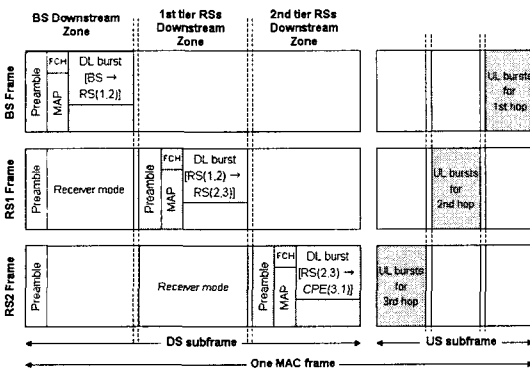 BS Downstream
Zone
1st tier RSs
Downstream
Zone
2nd tier RSs
Downstream
Zone
BS Frame
Preamble
FCH
MAP
DL burst
[BS →
RS(1,2)]
UL bursts
for
1st hop
RS1 Frame
Preamble
Receiver mode
Preamble
FCH
MAP
DL burst
[RS(1,2) →
RS(2,3)]
UL bursts
for
2nd hop
RS2 Frame
Preamble
Receiver mode
Preamble
FCH
MAP
DL burst
[RS(2,3) →
CPE(3,1)]
UL bursts
for
3rd hop
DS subframe
US subframe
One MAC frame